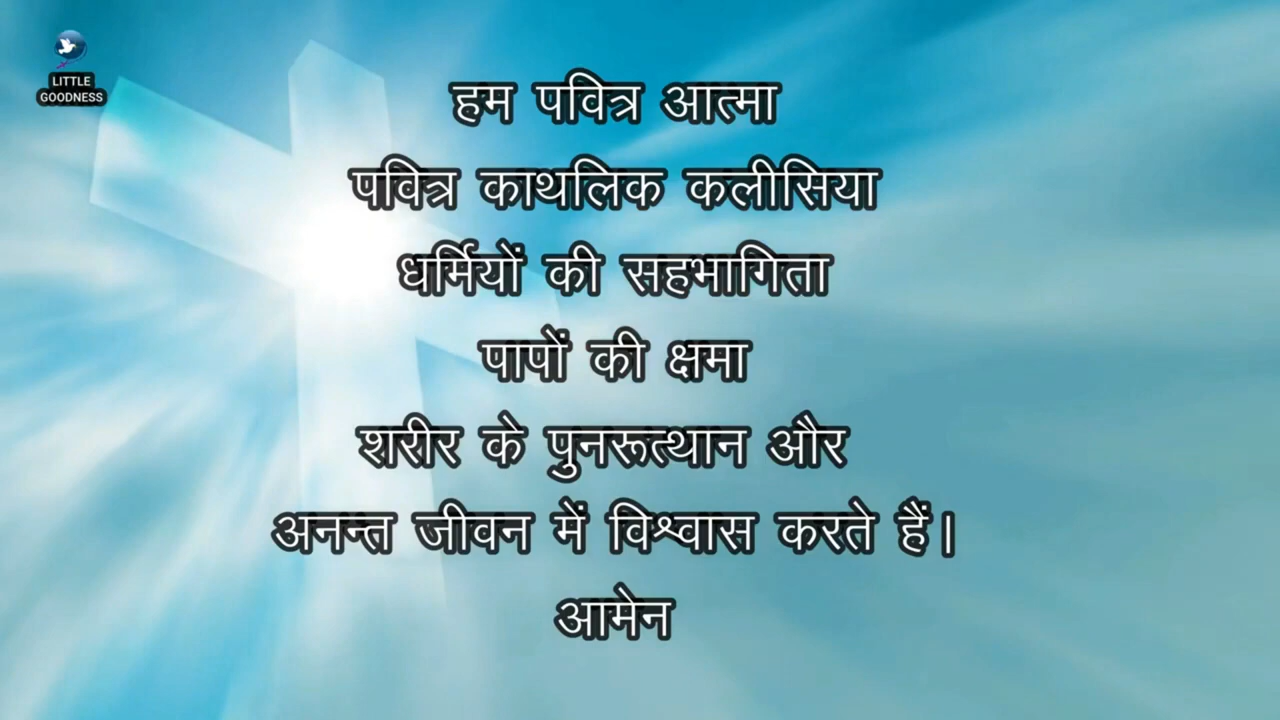 LITTLE
GOODNESS
हम पवित्र आत्मा
पवित्र काथलिक कलीसिया
धर्मियों की सहभागिता
पापों की क्षमा
शरीर के पुनरूत्थान और
अनन्त जीवन में विश्वास करते हैं।
आमेन